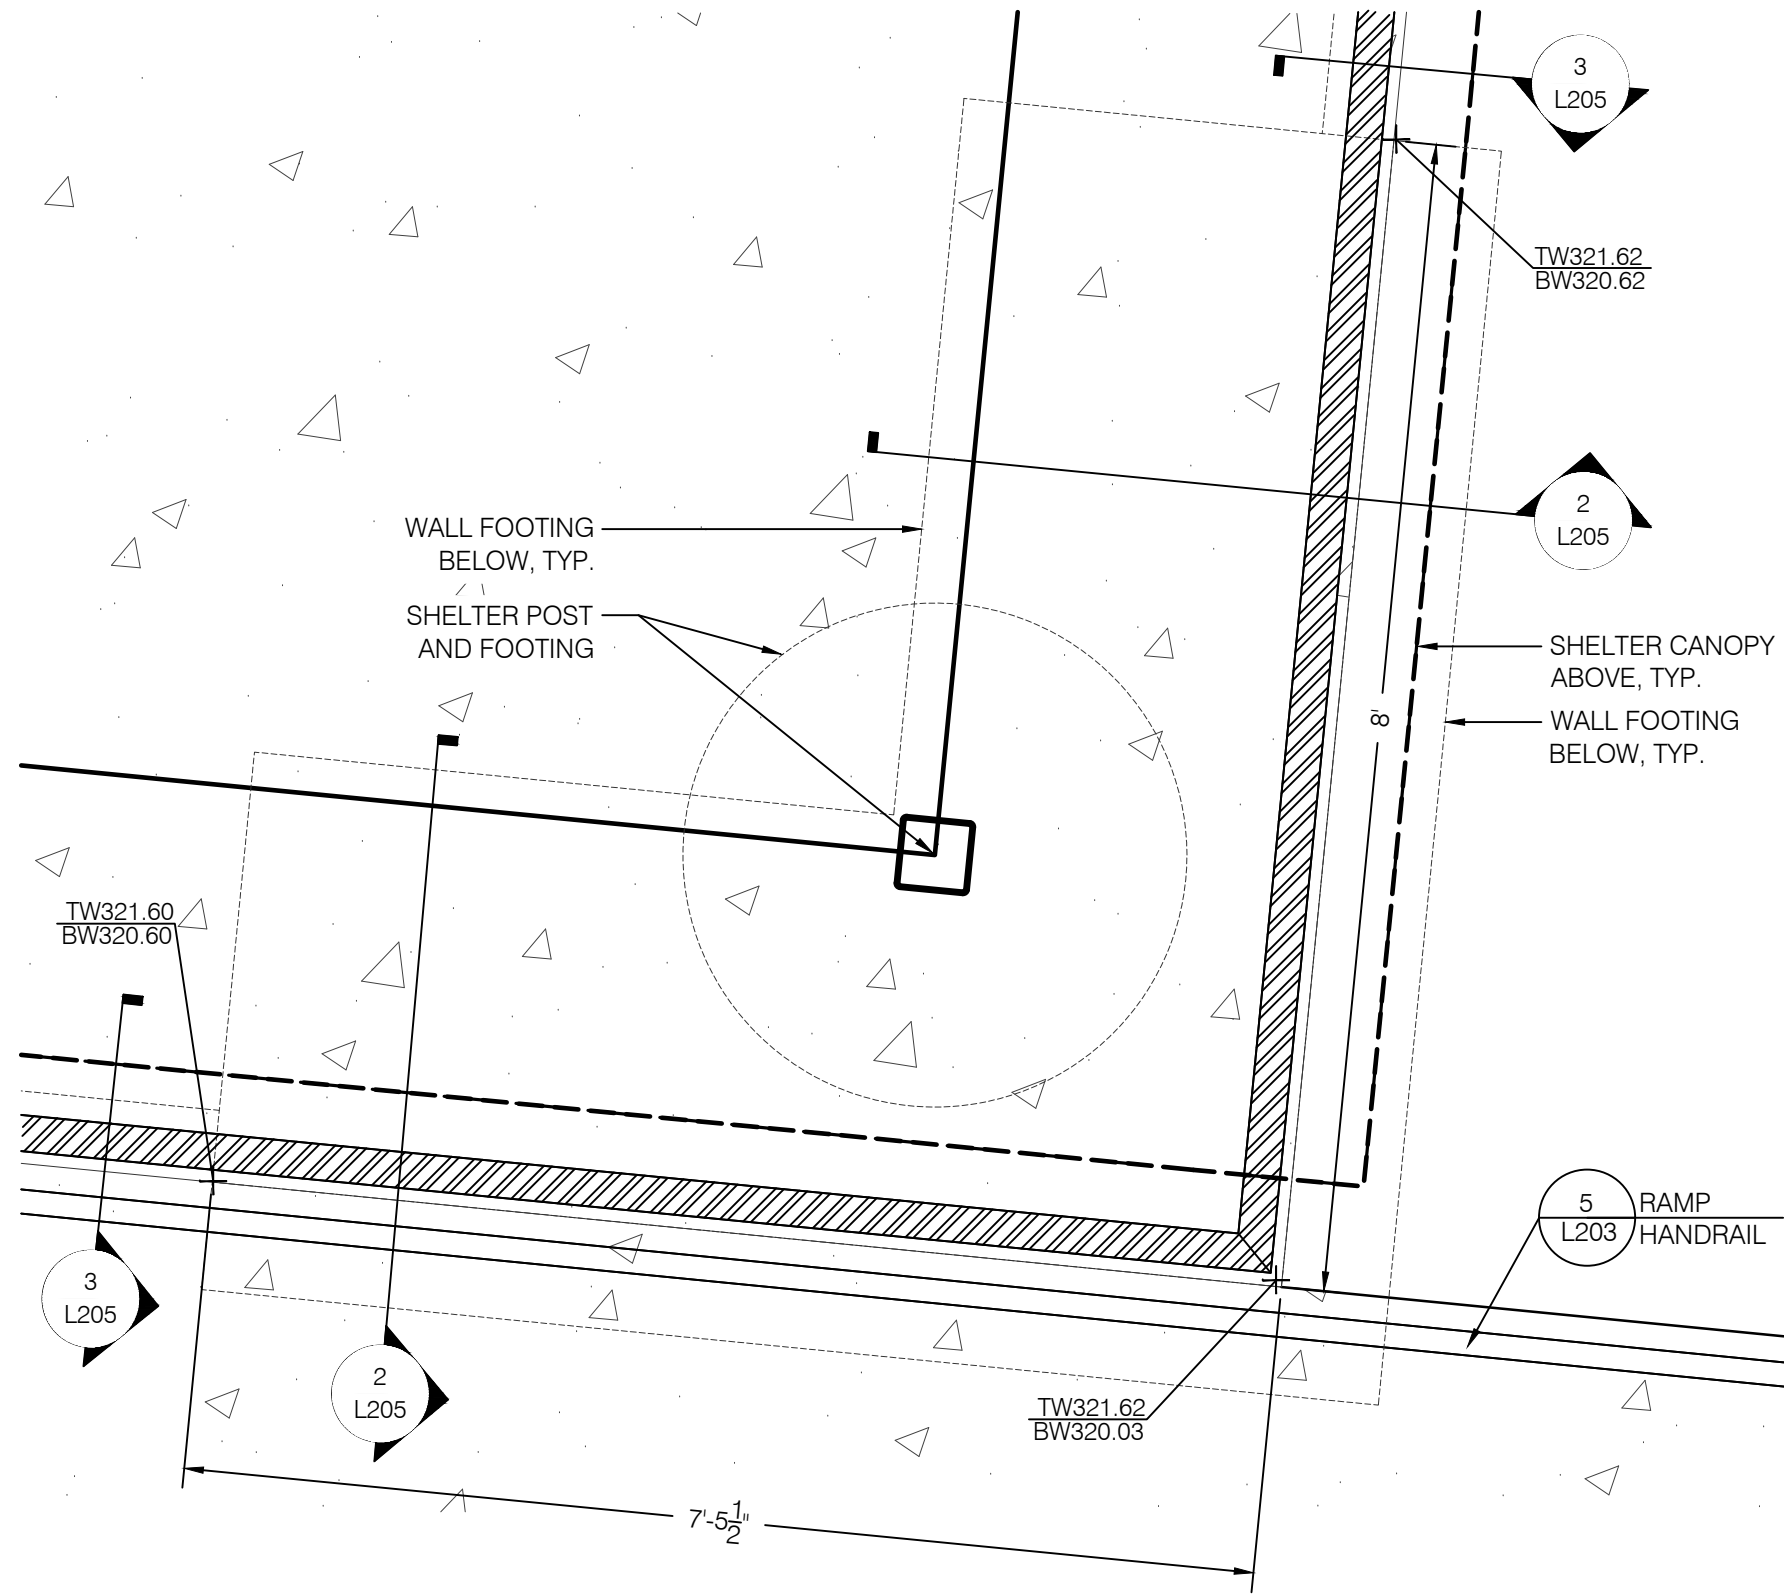 3
L205
TW321.62
BW320.62
2
L205
WALL FOOTING
BELOW, TYP.
SHELTER POST
AND FOOTING
SHELTER CANOPY
ABOVE, TYP.
8'
WALL FOOTING
BELOW, TYP.
TW321.60
BW320.60
5
L203
RAMP
HANDRAIL
3
L205
2
L205
TW321.62
BW320.03
7'-5 1/2"